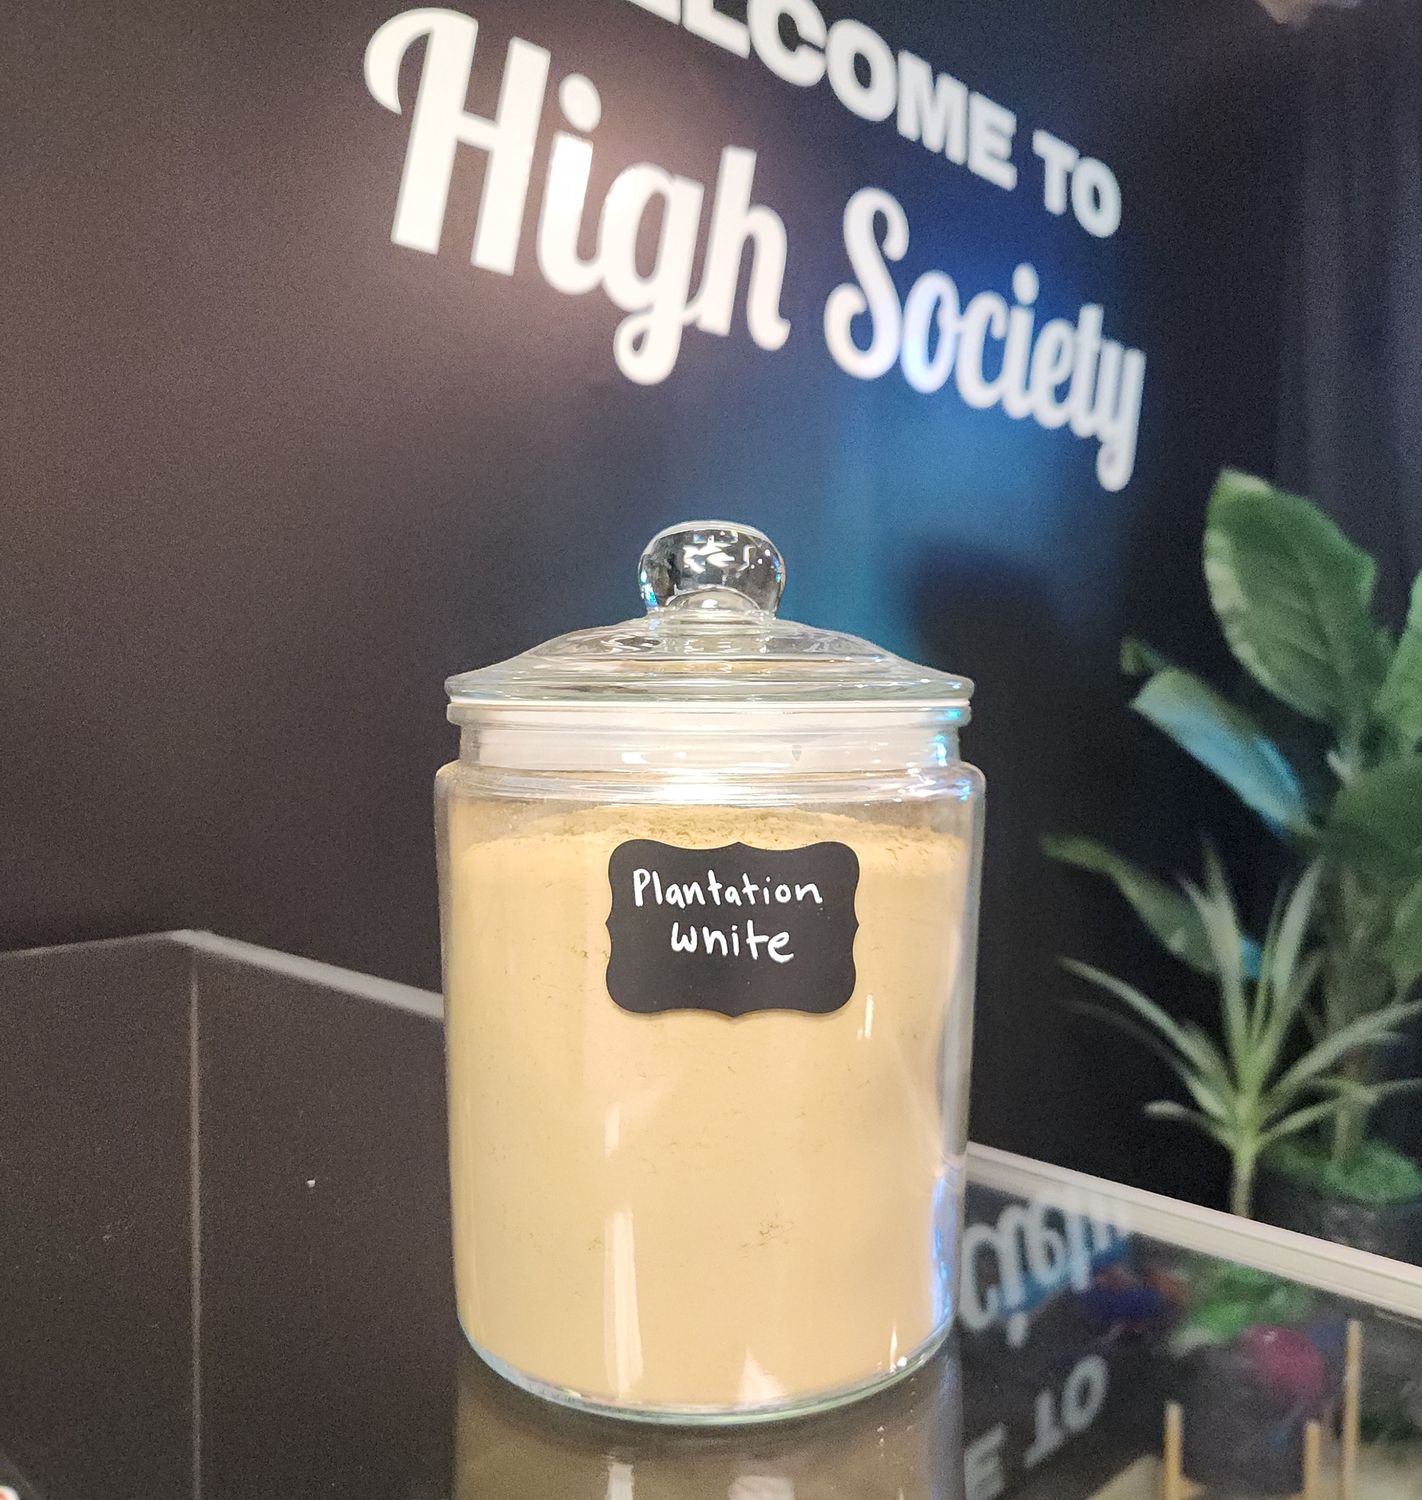 ELCOME TO
High Society
Plantation
White